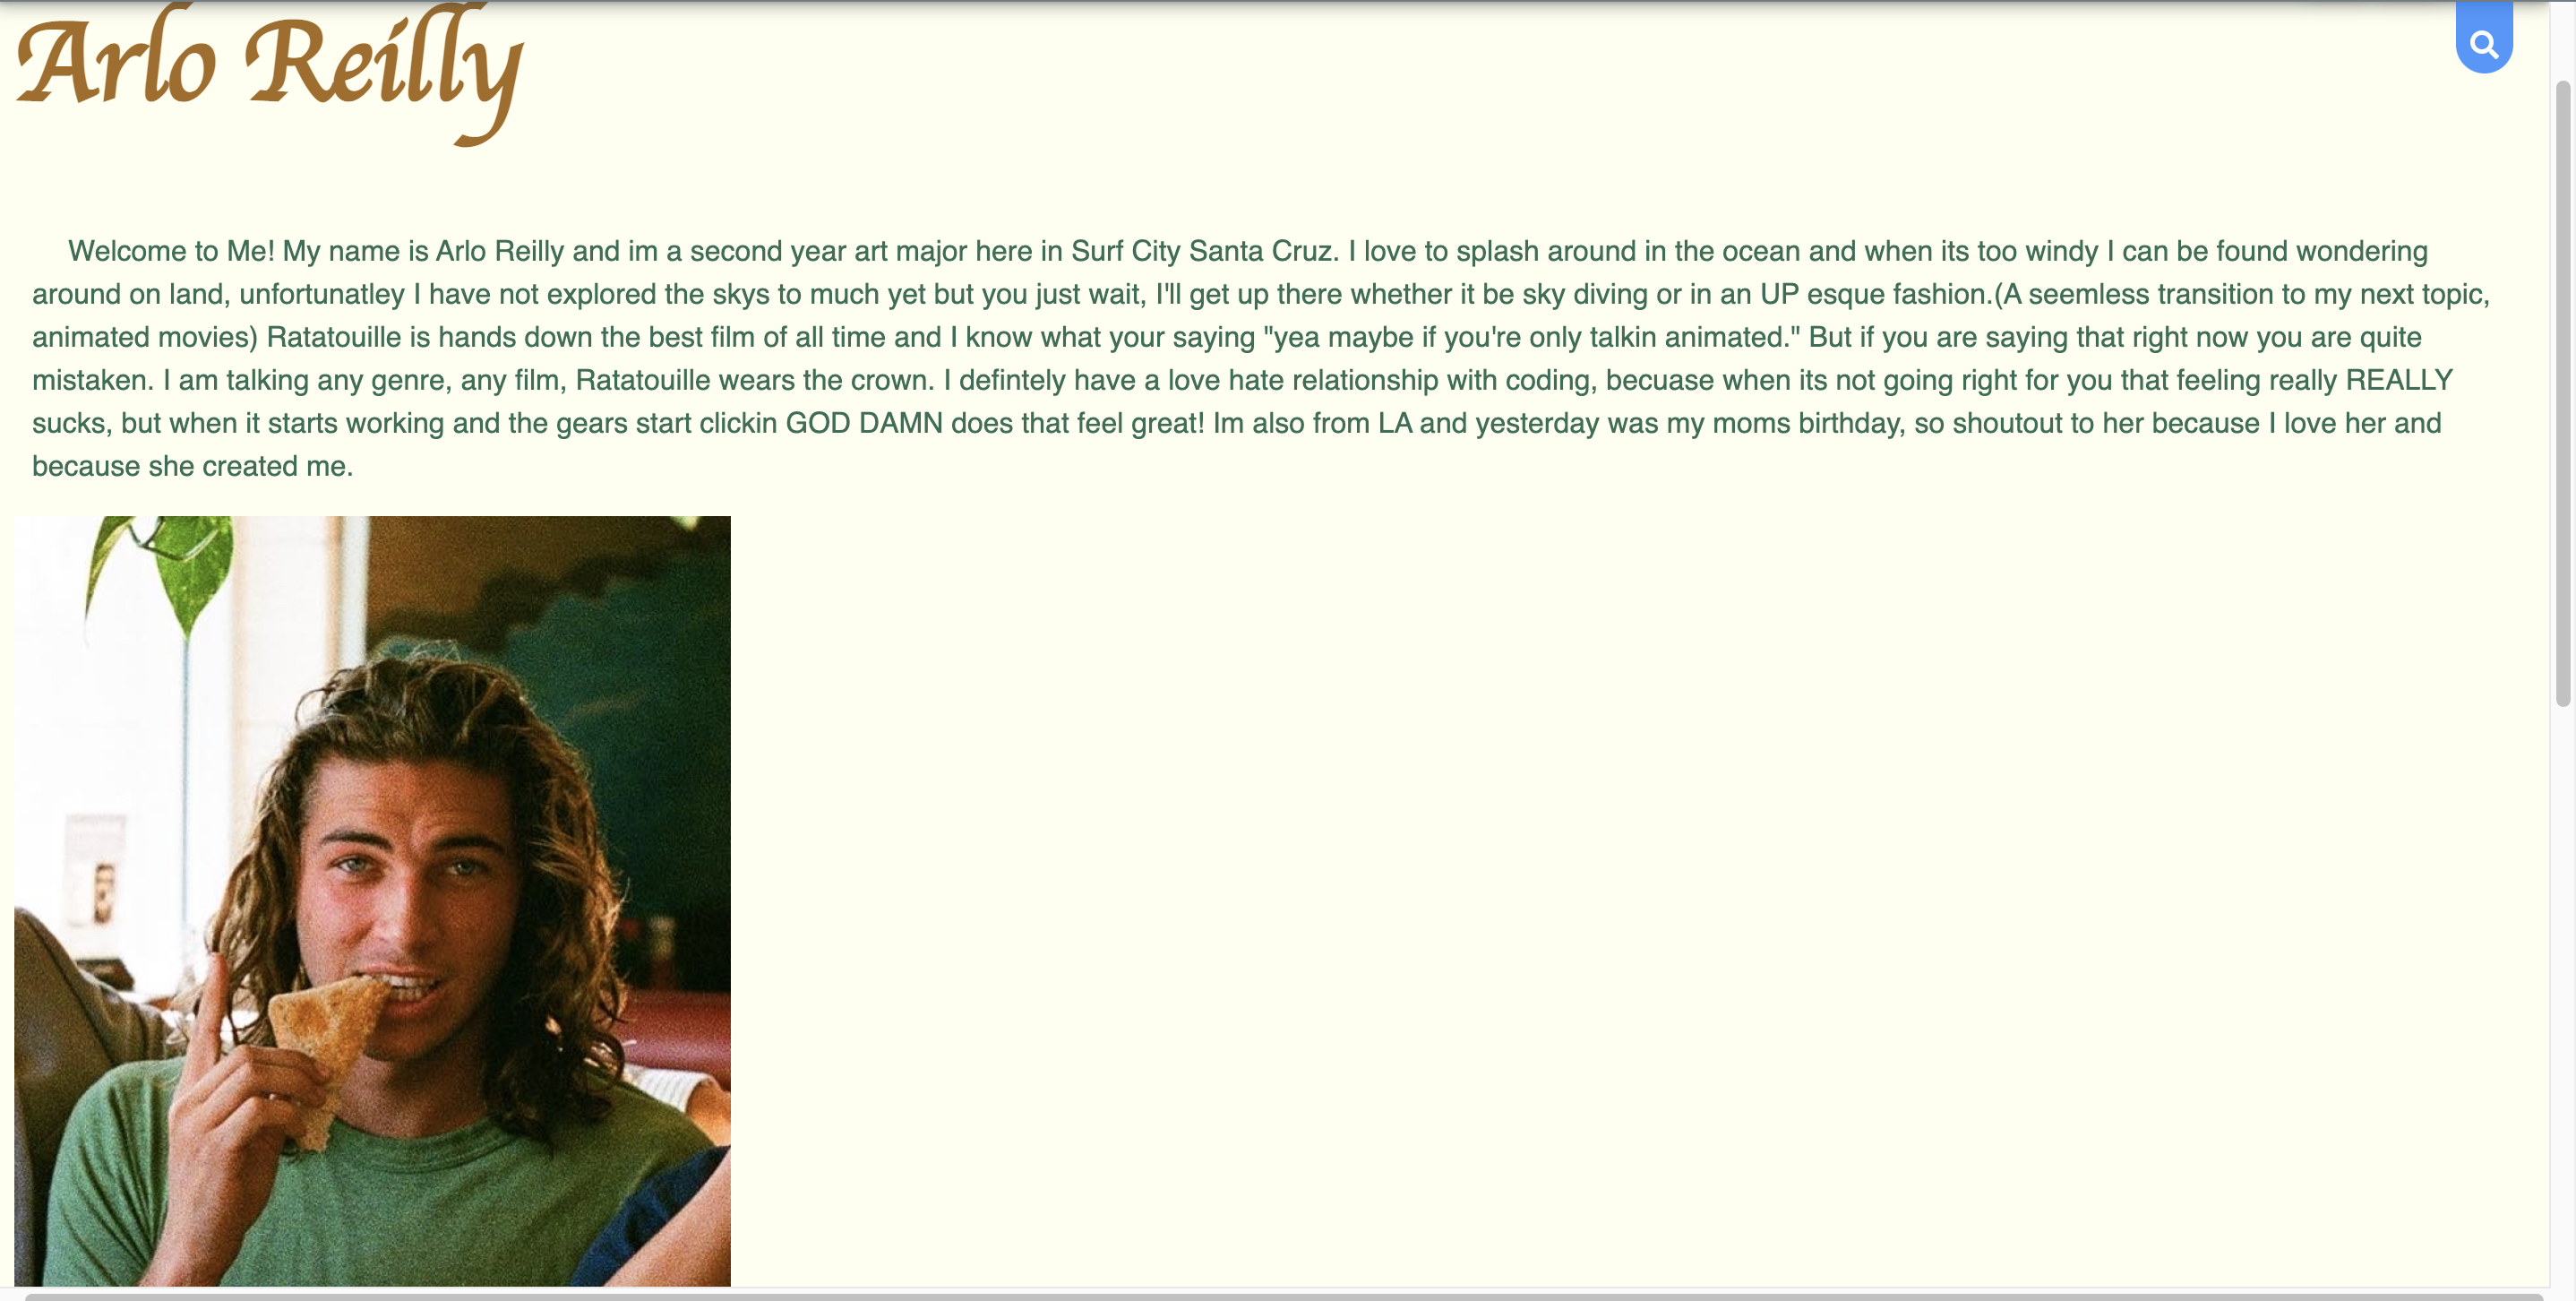 Arlo Reilly
Welcome to Me! My name is Arlo Reilly and im a second year art major here in Surf City Santa Cruz. I love to splash around in the ocean and when its too windy I can be found wondering
around on land, unfortunatley I have not explored the skys to much yet but you just wait, I'll get up there whether it be sky diving or in an UP esque fashion.(A seemless transition to my next topic,
animated movies) Ratatouille is hands down the best film of all time and I know what your saying "yea maybe if you're only talkin animated." But if you are saying that right now you are quite
mistaken. I am talking any genre, any film, Ratatouille wears the crown. I defintely have a love hate relationship with coding, becuase when its not going right for you that feeling really REALLY
sucks, but when it starts working and the gears start clickin GOD DAMN does that feel great! Im also from LA and yesterday was my moms birthday, so shoutout to her because I love her and
because she created me.